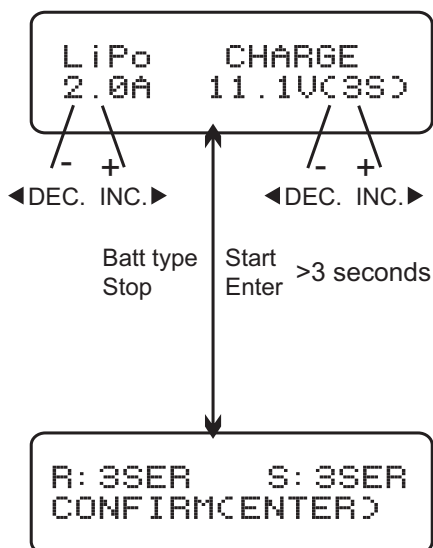 LiPo CHARGE
2.0A 11.1V(3S)
- + - +
◀DEC. INC.▶ ◀DEC. INC.▶
Batt type Start
Stop Enter >3 seconds
R: 3SER S: 3SER
CONFIRM(ENTER)